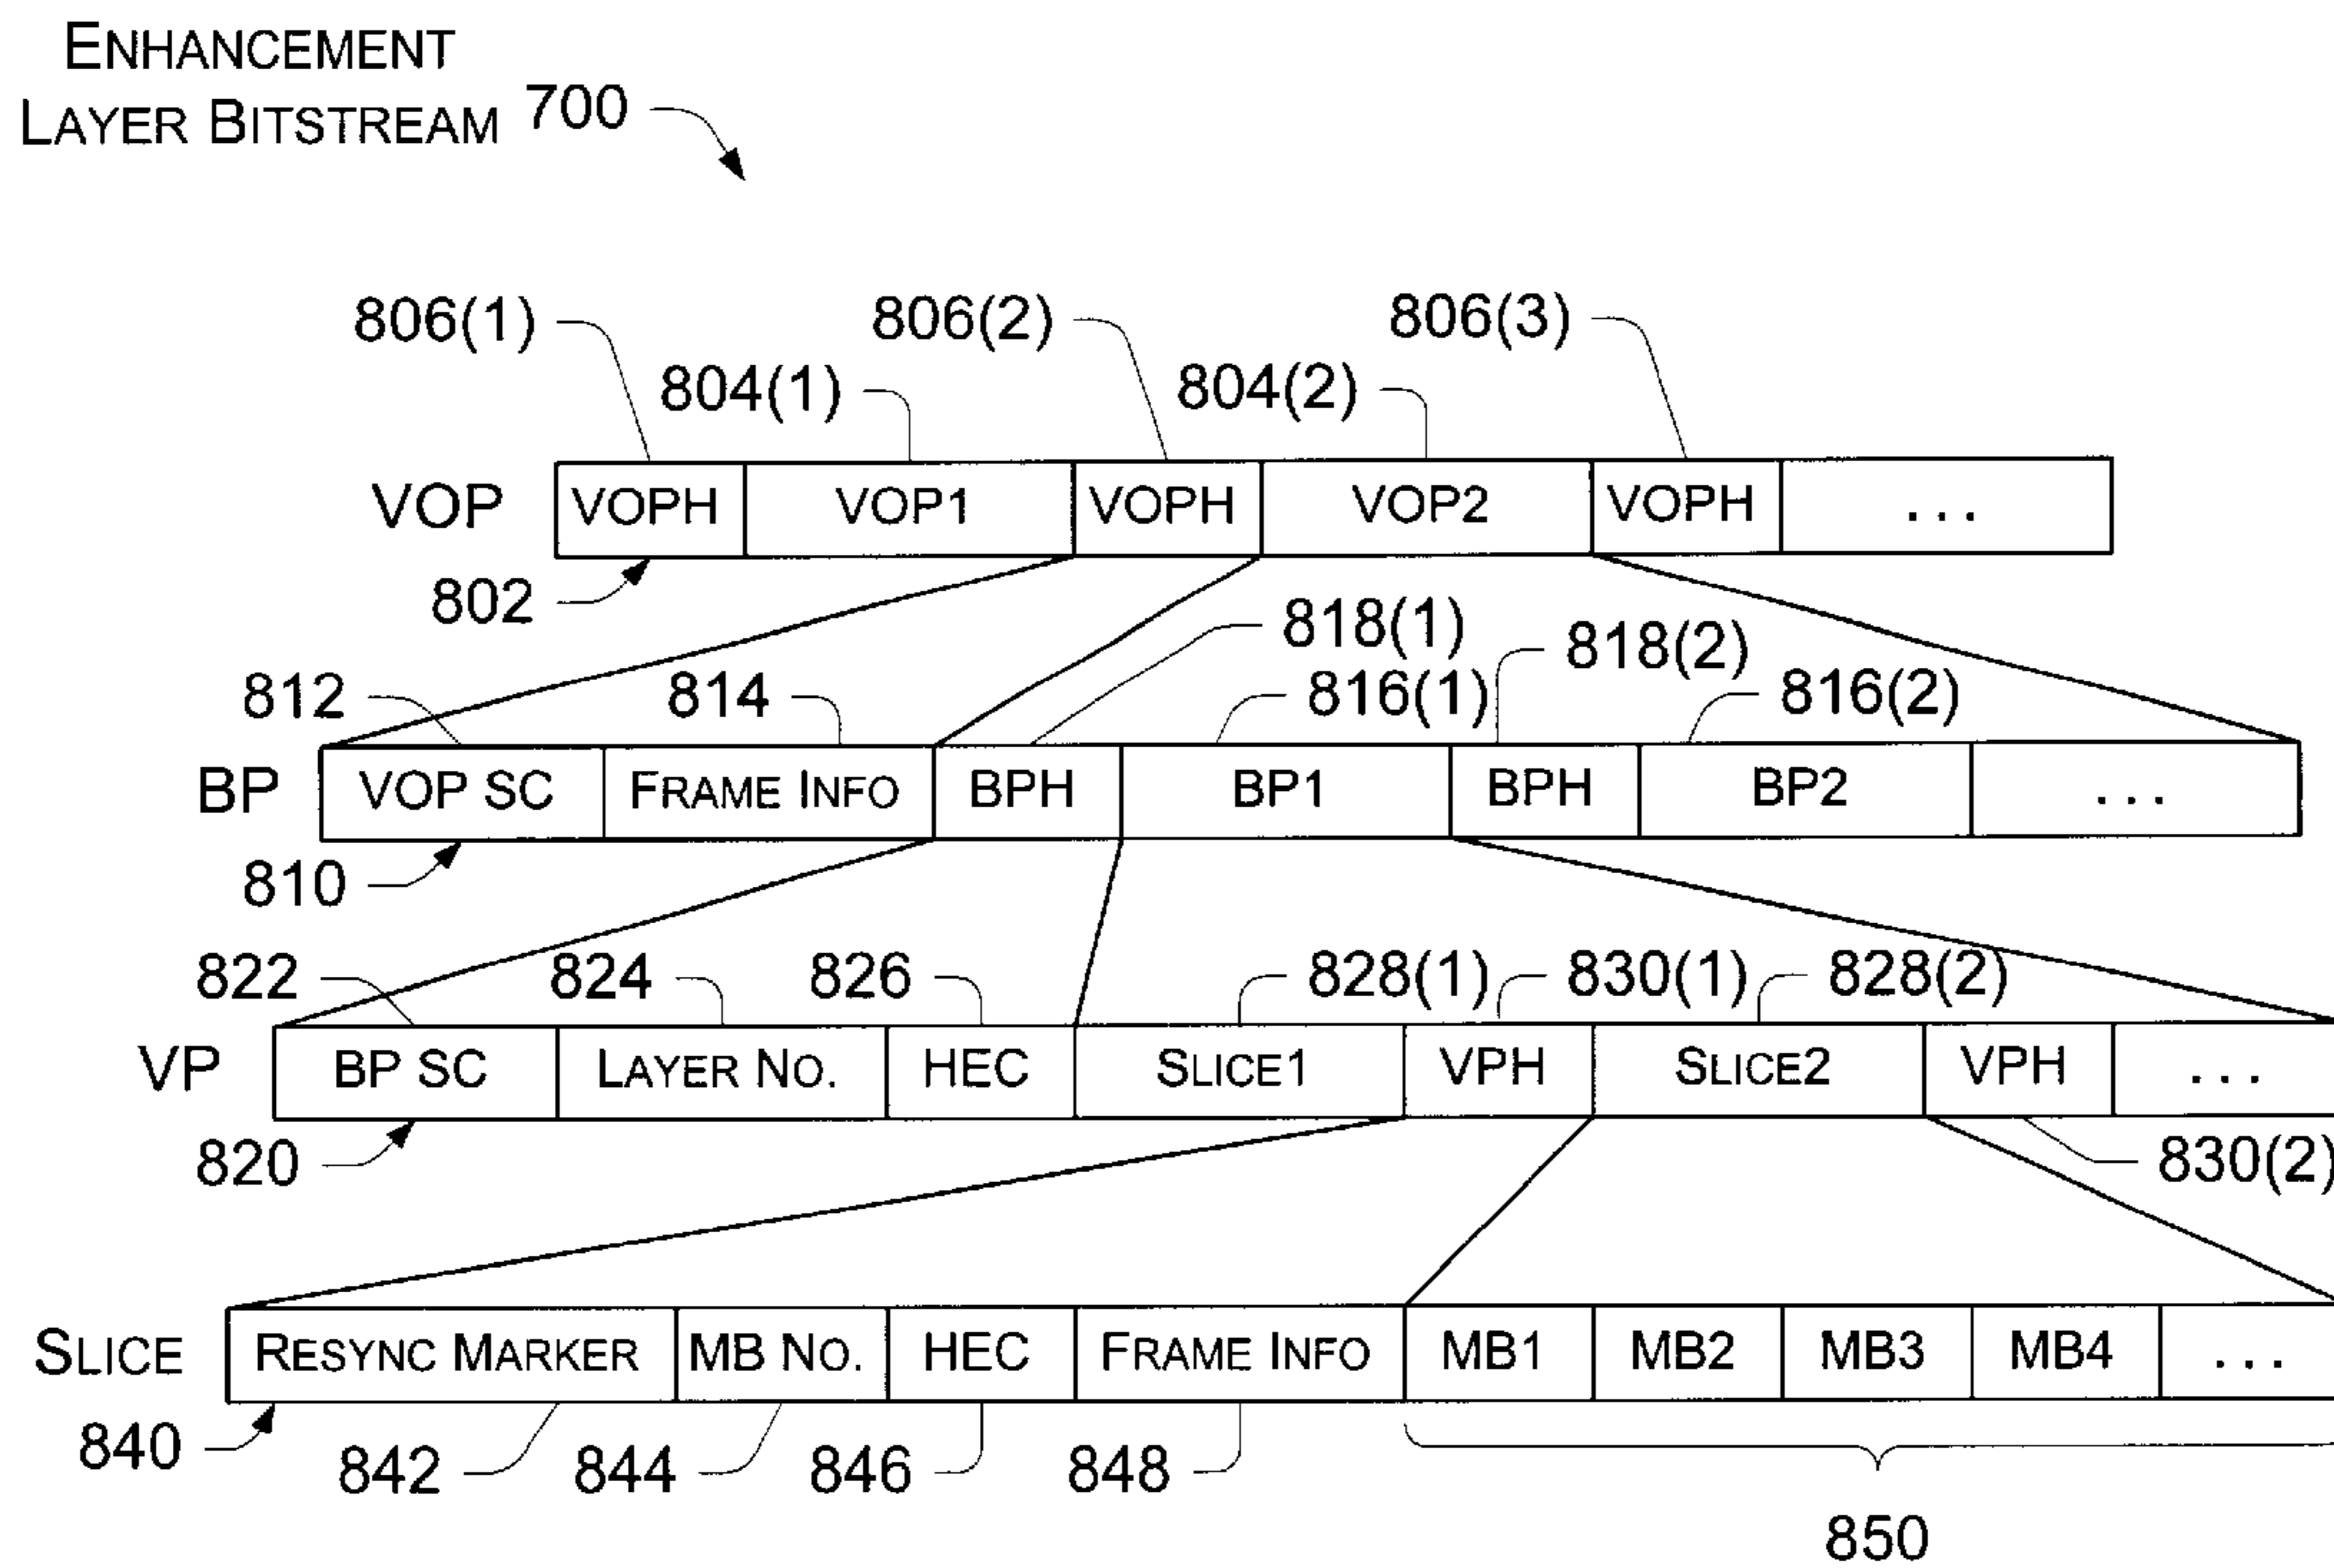 ENHANCEMENT
LAYER BITSTREAM 700
806(1) 806(2) 806(3)
804(1) 804(2)
VOP VOPH VOP1 VOPH VOP2 VOPH ...
802
818(1) 818(2)
812 814 816(1) 816(2)
BP VOP SC FRAME INFO BPH BP1 BPH BP2 ...
810
822 824 826 828(1) 830(1) 828(2)
VP BP SC LAYER NO. HEC SLICE1 VPH SLICE2 VPH ...
820 830(2)
SLICE RESYNC MARKER MB NO. HEC FRAME INFO MB1 MB2 MB3 MB4 ...
840 842 844 846 848
850